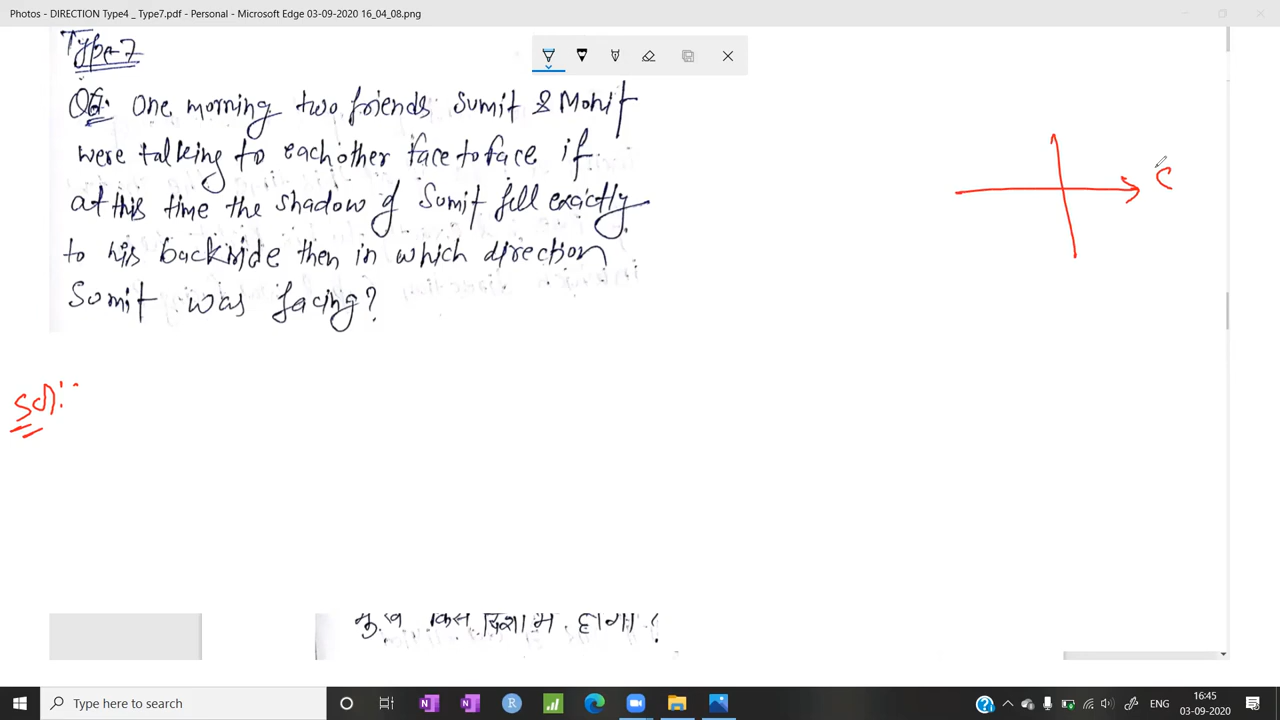 Photos - DIRECTION Type4 _ Type7.pdf - Personal - Microsoft Edge 03-09-2020 16_04_08.png
Type-7
One morning two friends Sumit & Mohit
were talking to each other face to face if
at this time the shadow of Sumit fell exactly
to his backside then in which direction
Sumit was facing?
Sol:-
किस दिशा में होगा ?
Type here to search
ENG
16:45
03-09-2020